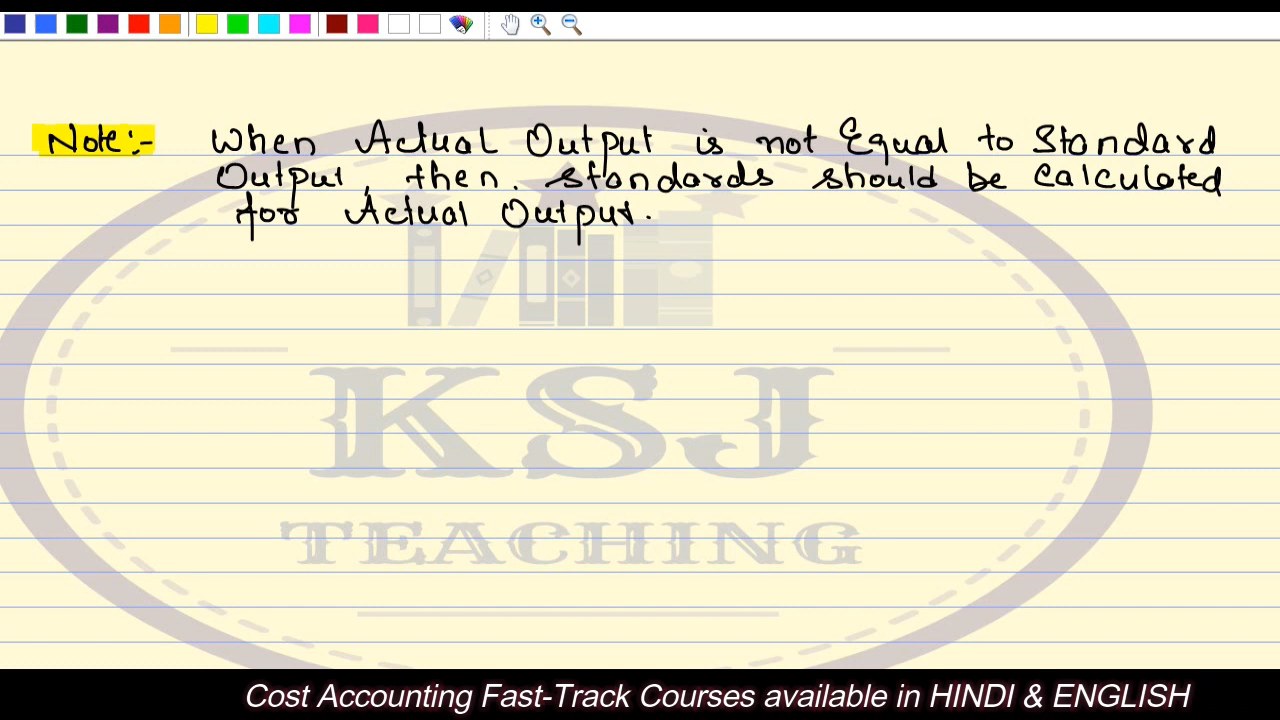 Note:- When Actual Output is not Equal to Standard
Output, then. standards should be calculated
for Actual Output.
KSJ
TEACHING
Cost Accounting Fast-Track Courses available in HINDI & ENGLISH